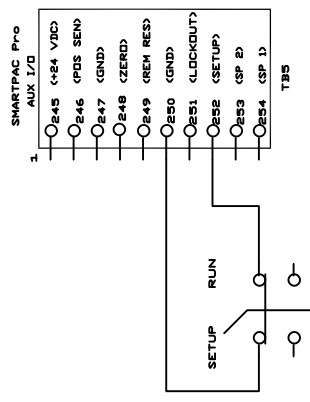 SMARTPAC Pro
AUX I/O
1
245 (+24 VDC)
246 (POS SEN)
247 (GND)
248 (ZERO)
249 (REM RES)
250 (GND)
251 (LOCKOUT)
252 (SETUP)
253 (SP 2)
254 (SP 1)
TB5
RUN
SETUP